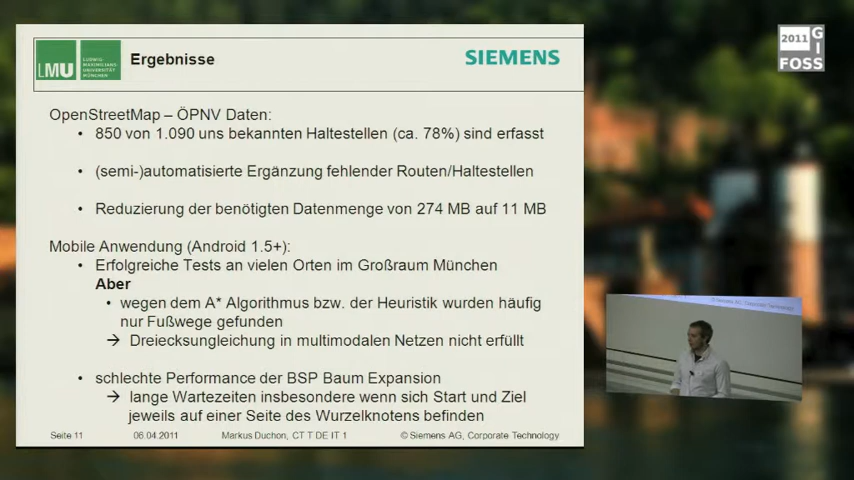 LMU
LUDWIG
MAXIMILIANS
UNIVERSITÄT
MÜNCHEN
Ergebnisse
SIEMENS
2011
GI
FOSS
OpenStreetMap – ÖPNV Daten:
• 850 von 1.090 uns bekannten Haltestellen (ca. 78%) sind erfasst
• (semi-)automatisierte Ergänzung fehlender Routen/Haltestellen
• Reduzierung der benötigten Datenmenge von 274 MB auf 11 MB
Mobile Anwendung (Android 1.5+):
• Erfolgreiche Tests an vielen Orten im Großraum München
Aber
• wegen dem A* Algorithmus bzw. der Heuristik wurden häufig
nur Fußwege gefunden
→ Dreiecksungleichung in multimodalen Netzen nicht erfüllt
• schlechte Performance der BSP Baum Expansion
→ lange Wartezeiten insbesondere wenn sich Start und Ziel
jeweils auf einer Seite des Wurzelknotens befinden
Seite 11 06.04.2011 Markus Duchon, CT T DE IT 1 © Siemens AG, Corporate Technology